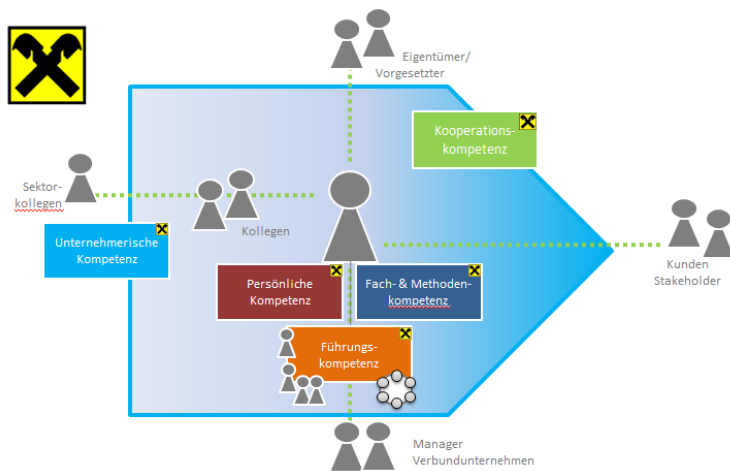 Eigentümer/
Vorgesetzter
Kooperations-
kompetenz
Sektor-
kollegen
Kollegen
Unternehmerische
Kompetenz
Kunden
Stakeholder
Persönliche
Kompetenz
Fach- & Methoden-
kompetenz
Führungs-
kompetenz
Manager
Verbundunternehmen